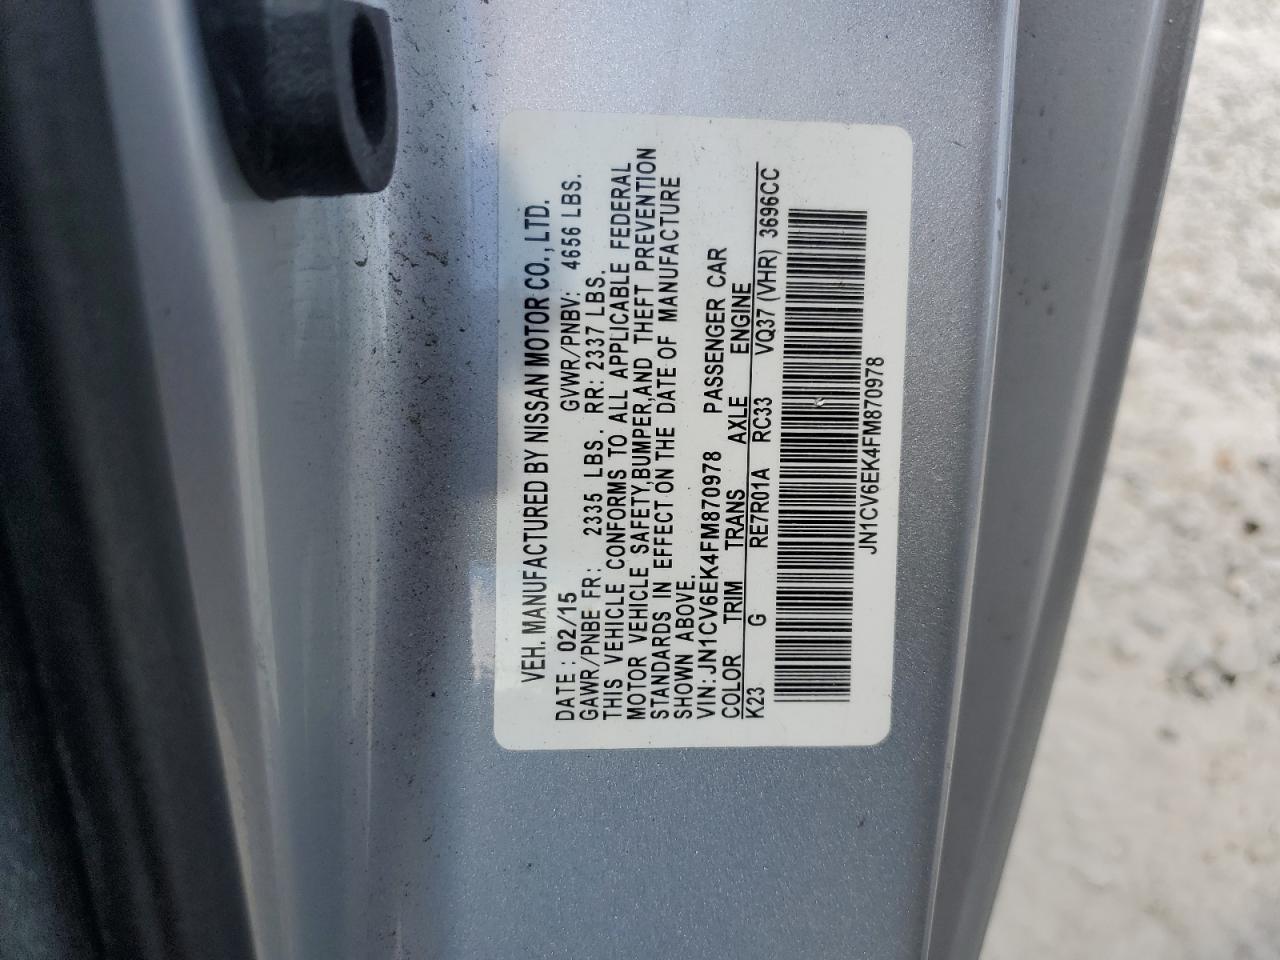 VEH. MANUFACTURED BY NISSAN MOTOR CO., LTD.
DATE : 02/15 GVWR/PNBV: 4656 LBS.
GAWR/PNBE FR: 2335 LBS. RR: 2337 LBS.
THIS VEHICLE CONFORMS TO ALL APPLICABLE FEDERAL
MOTOR VEHICLE SAFETY,BUMPER,AND THEFT PREVENTION
STANDARDS IN EFFECT ON THE DATE OF MANUFACTURE
SHOWN ABOVE.
VIN: JN1CV6EK4FM870978 PASSENGER CAR
COLOR TRIM TRANS AXLE ENGINE
K23 G RE7R01A RC33 VQ37 (VHR) 3696CC
JN1CV6EK4FM870978